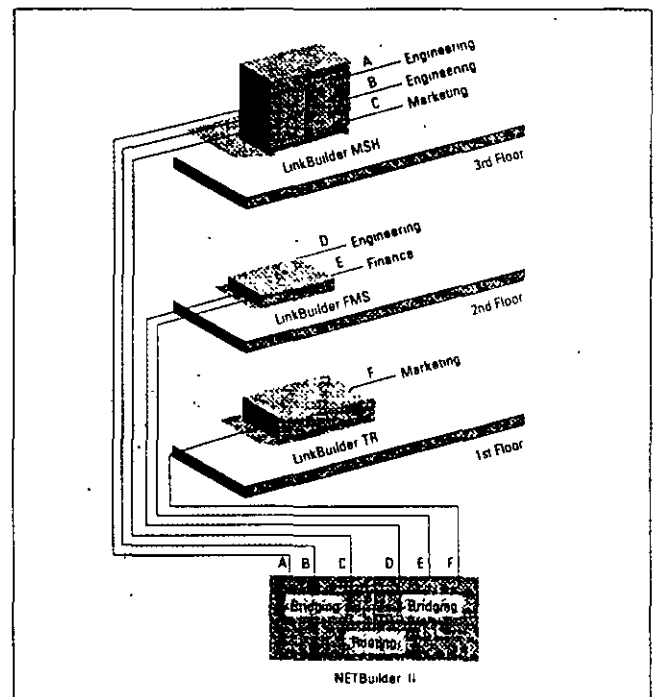 A Engineering
B Engineering
C Marketing
LinkBuilder MSH
3rd Floor
D Engineering
E Finance
LinkBuilder FMS
2nd Floor
F Marketing
LinkBuilder TR
1st Floor
A B C D E F
Bridging Bridging
Routing
NETBuilder II